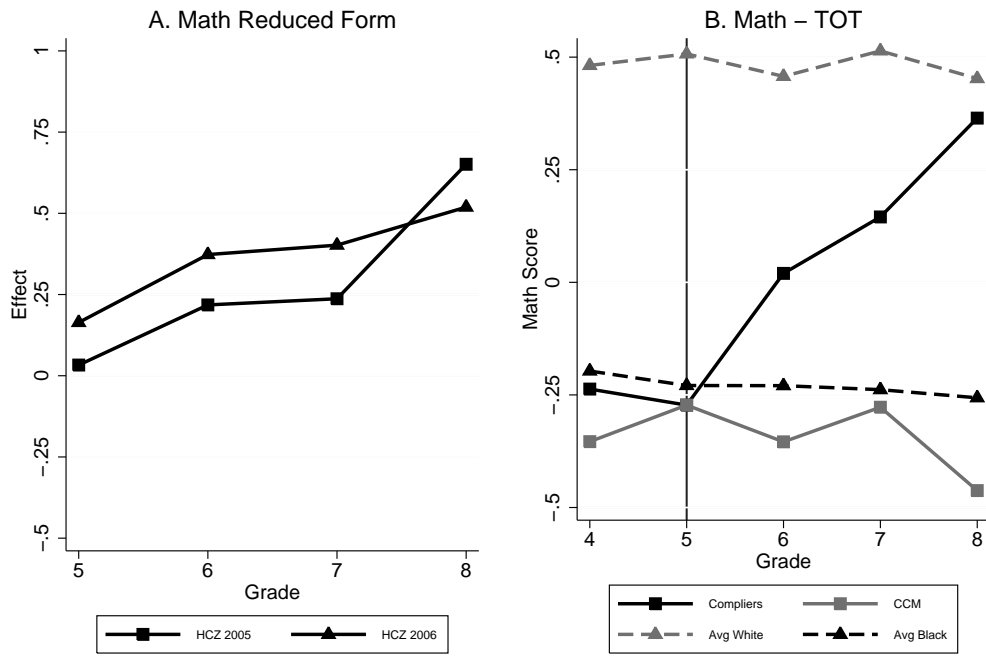 A. Math Reduced Form
1
.75
.5
.25
0
−.25
−.5
Effect
5 6 7 8
Grade
HCZ 2005 HCZ 2006
B. Math − TOT
.5
.25
0
−.25
−.5
Math Score
4 5 6 7 8
Grade
Compliers CCM
Avg White Avg Black